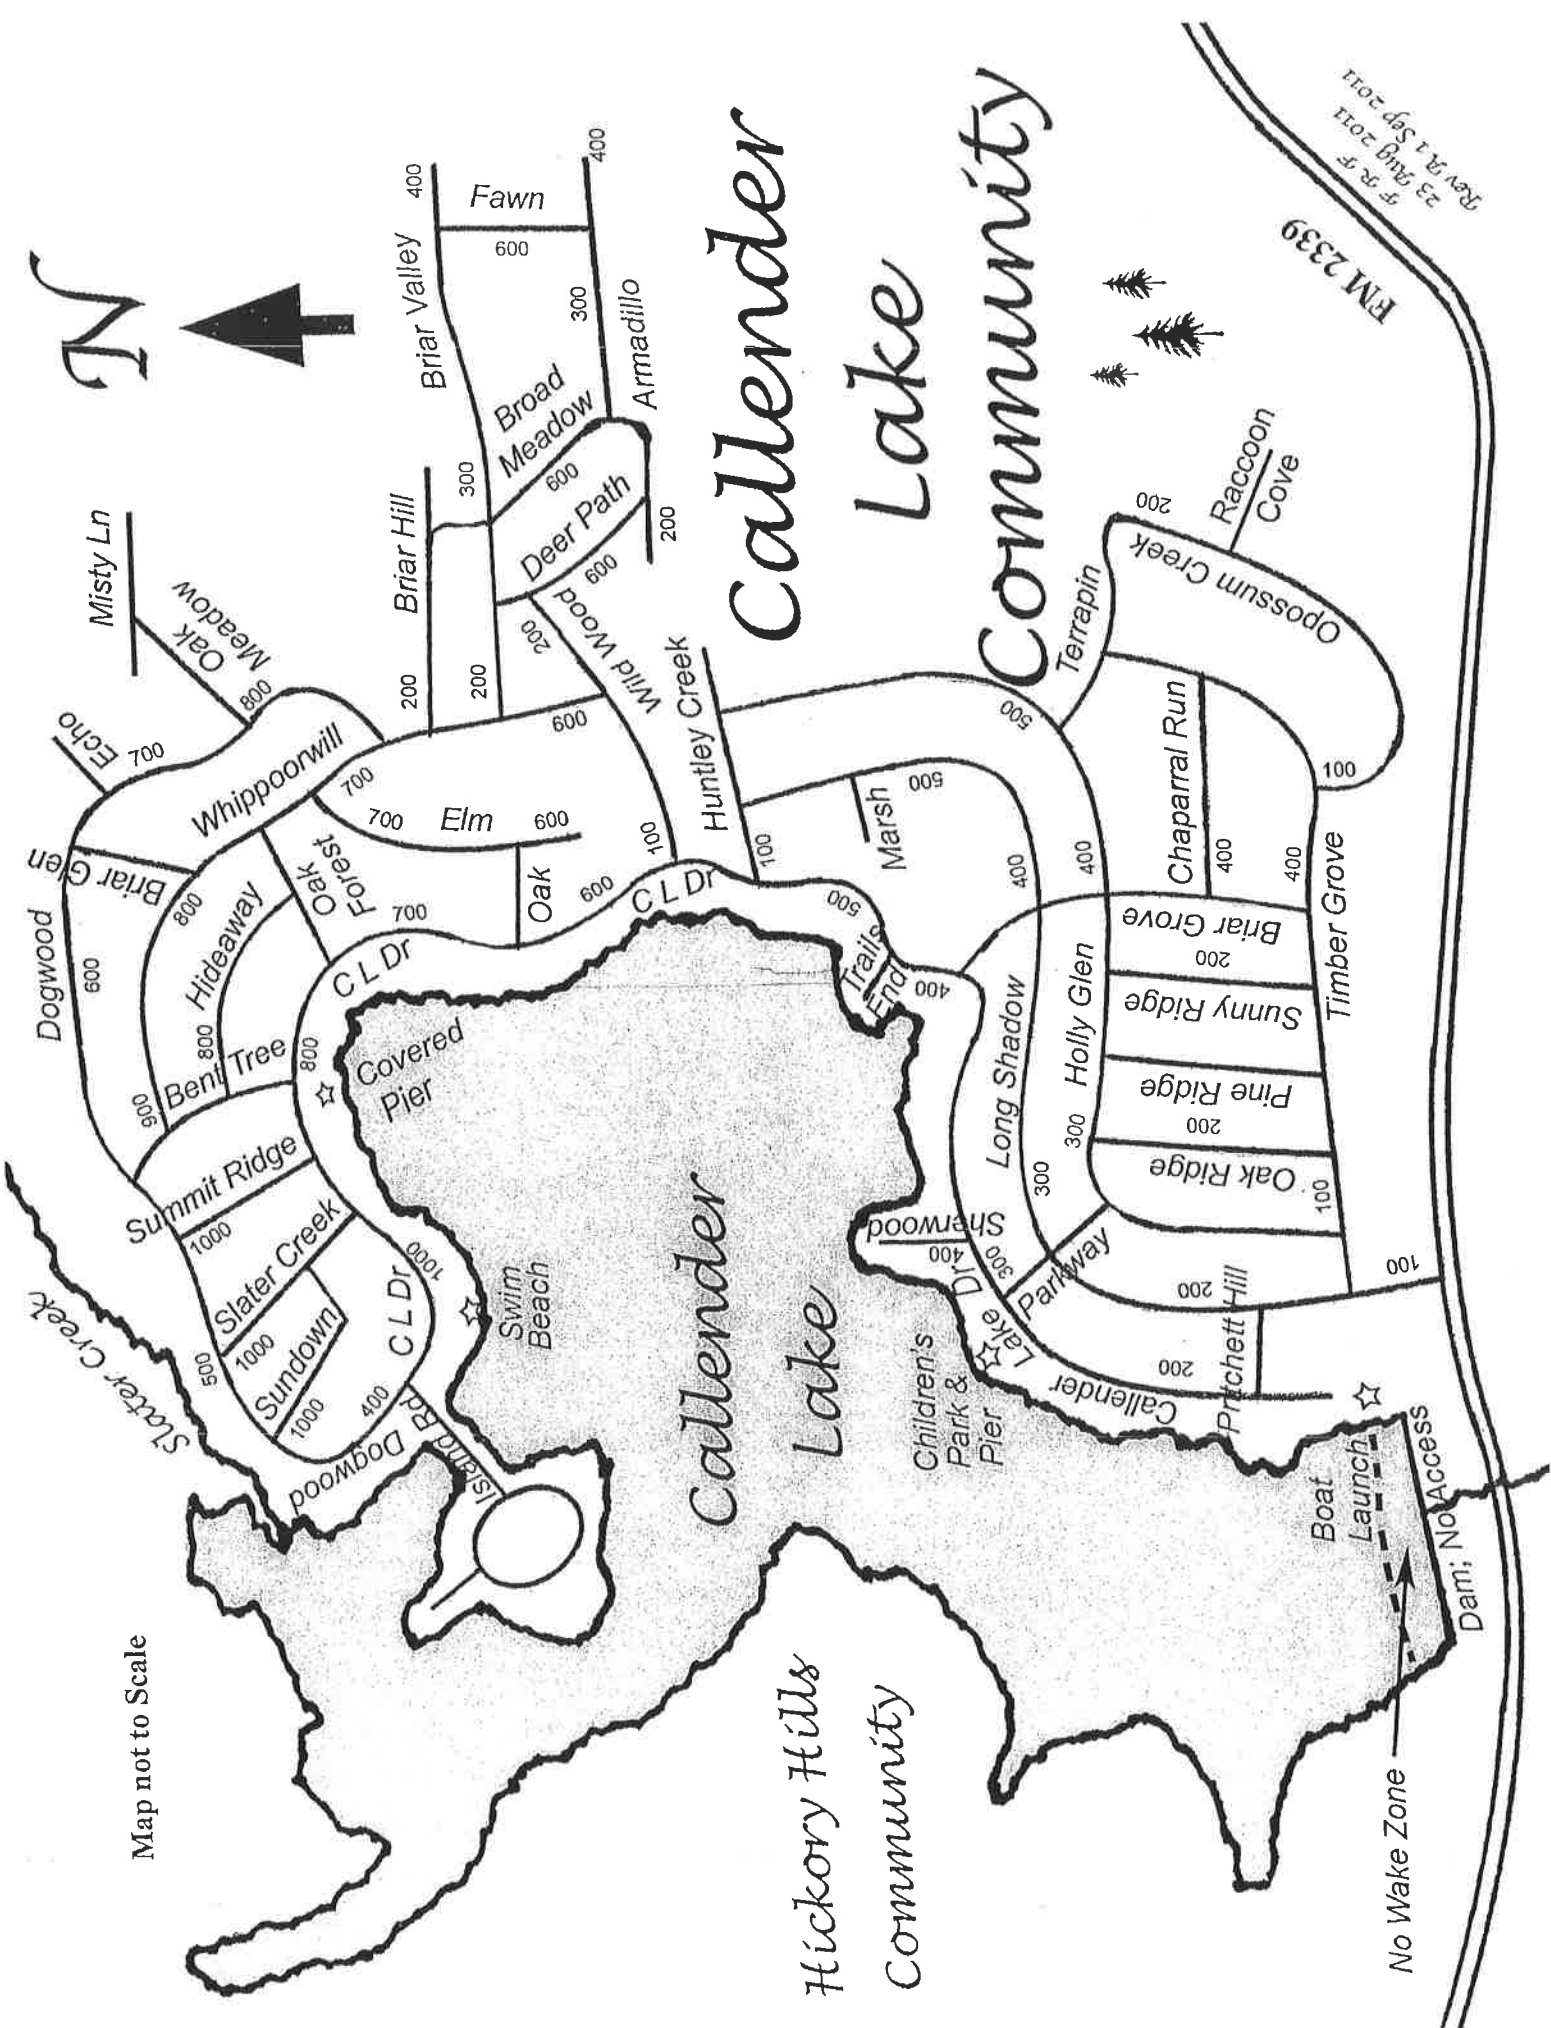 Map not to Scale
N
Slater Creek
Dogwood
600
Briar Glen
Echo
700
Oak
Meadow
800
Misty Ln
Whippoorwill
700
800
900
Hideaway
800
Bent Tree
Oak
Forest
700
Elm
600
Oak
Summit Ridge
1000
Slater Creek
1000
Sundown
1000
500
400
Dogwood
Island Rd
C L Dr
1000
800
C L Dr
700
600
C L Dr
500
Covered
Pier
Swim
Beach
Briar Hill
200
Briar Valley
200
300
400
Fawn
600
Broad
Meadow
600
Deer Path
600
Armadillo
200
300
400
Wild Wood
200
100
600
Huntley Creek
100
Marsh
500
500
Trails
End
400
Callender
Lake
Community
Callender
Lake
Hickory Hills
Community
Children's
Park &
Pier
Sherwood
400
300
Callender
Lake
Dr
200
Parkway
200
100
Pritchett Hill
Long Shadow
300
400
Holly Glen
300
400
Terrapin
Opossum Creek
200
100
Raccoon
Cove
Chaparral Run
400
Briar Grove
200
Sunny Ridge
Pine Ridge
200
Oak Ridge
Timber Grove
100
400
Boat
Launch
Dam; No Access
No Wake Zone
FM 2339
F R F
23 Aug 2011
Rev A 1 Sep 2011